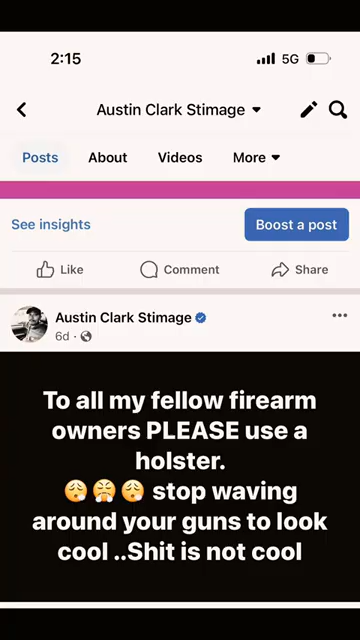 2:15 5G
Austin Clark Stimage
Posts About Videos More
See insights Boost a post
Like Comment Share
Austin Clark Stimage
6d ·
To all my fellow firearm
owners PLEASE use a
holster.
😮‍💨😤😮‍💨 stop waving
around your guns to look
cool ..Shit is not cool